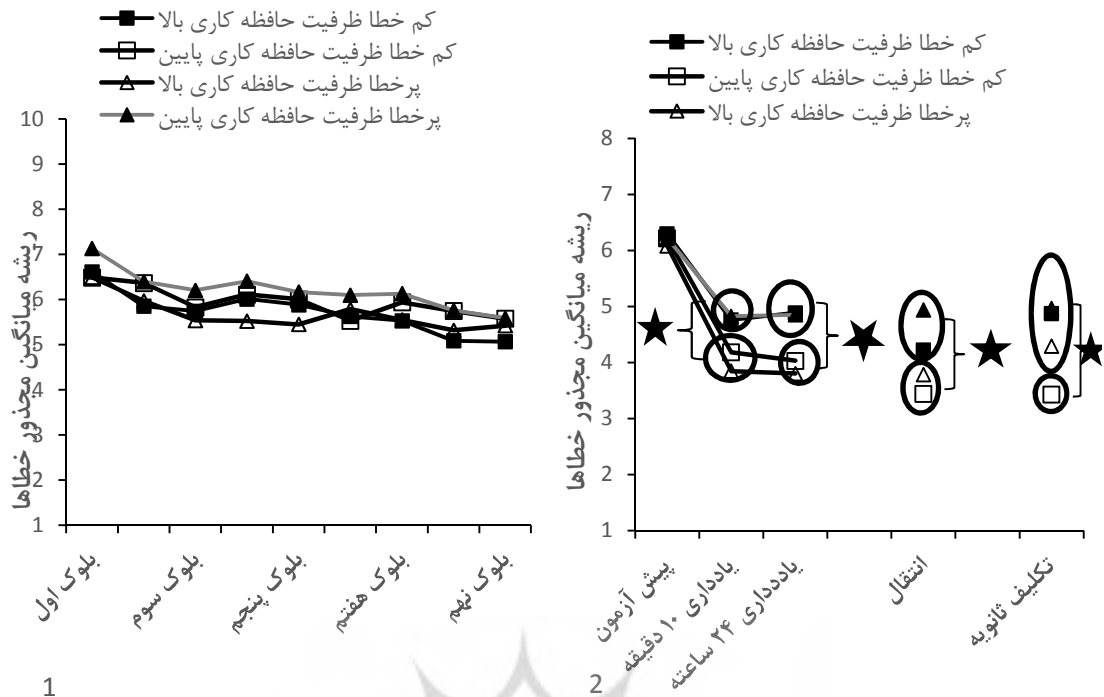 کم خطا ظرفیت حافظه کاری بالا
کم خطا ظرفیت حافظه کاری پایین
پرخطا ظرفیت حافظه کاری بالا
پرخطا ظرفیت حافظه کاری پایین
ریشه میانگین مجذور خطاها
10
9
8
7
6
5
4
3
2
1
بلوک اول
بلوک سوم
بلوک پنجم
بلوک هفتم
بلوک نهم
1
کم خطا ظرفیت حافظه کاری بالا
کم خطا ظرفیت حافظه کاری پایین
پرخطا ظرفیت حافظه کاری بالا
ریشه میانگین مجذور خطاها
8
7
6
5
4
3
2
1
پیش آزمون
یادداری ۱۰ دقیقه
یاددداری ۲۴ ساعته
انتقال
تکلیف ثانویه
2